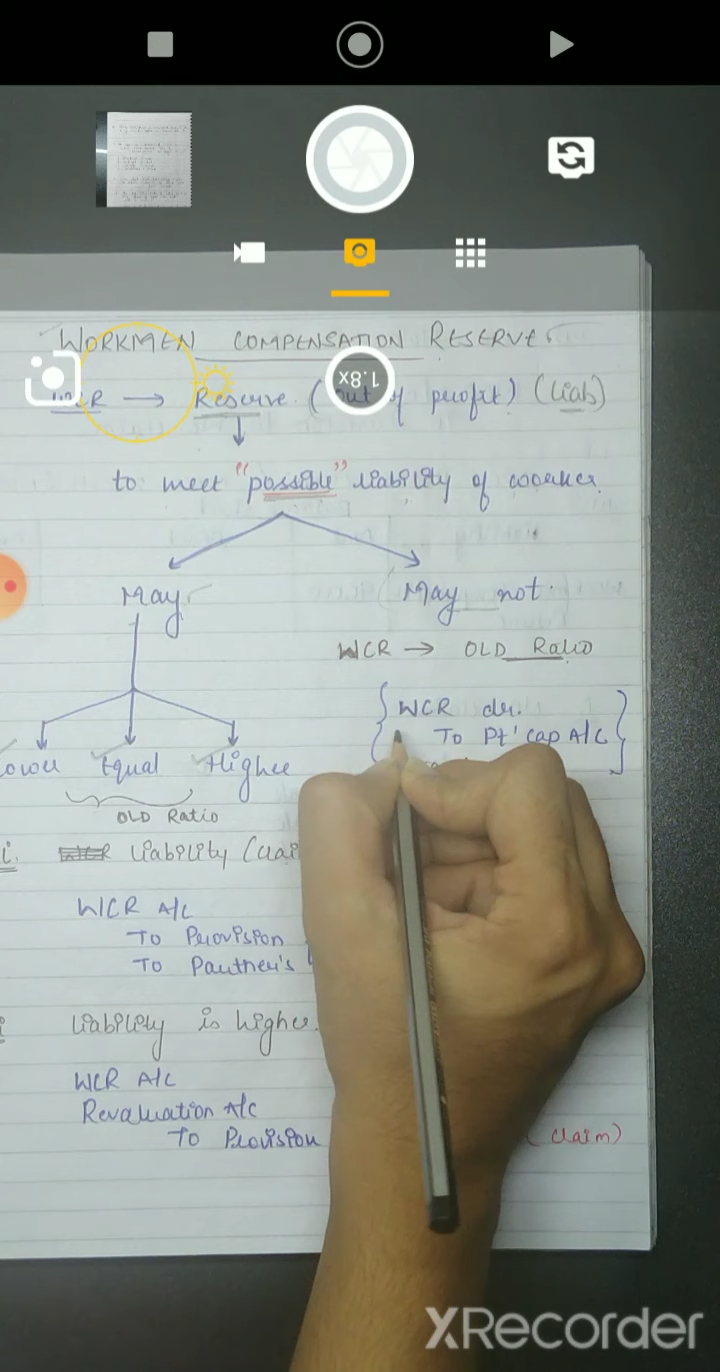 WORKMEN COMPENSATION RESERVE
1.8X
WCR → Reserve (out of profit) (Liab)
to meet "possible" liability of worker
May
May not.
WCR → OLD Ratio
WCR dr.
To Pt' Cap A/C
Lower Equal Higher
OLD Ratio
i. liability (Clai
WCR A/C
To Provision
To Partner's
liability is higher.
WCR A/C
Revaluation A/c
To Provision (Claim)
XRecorder